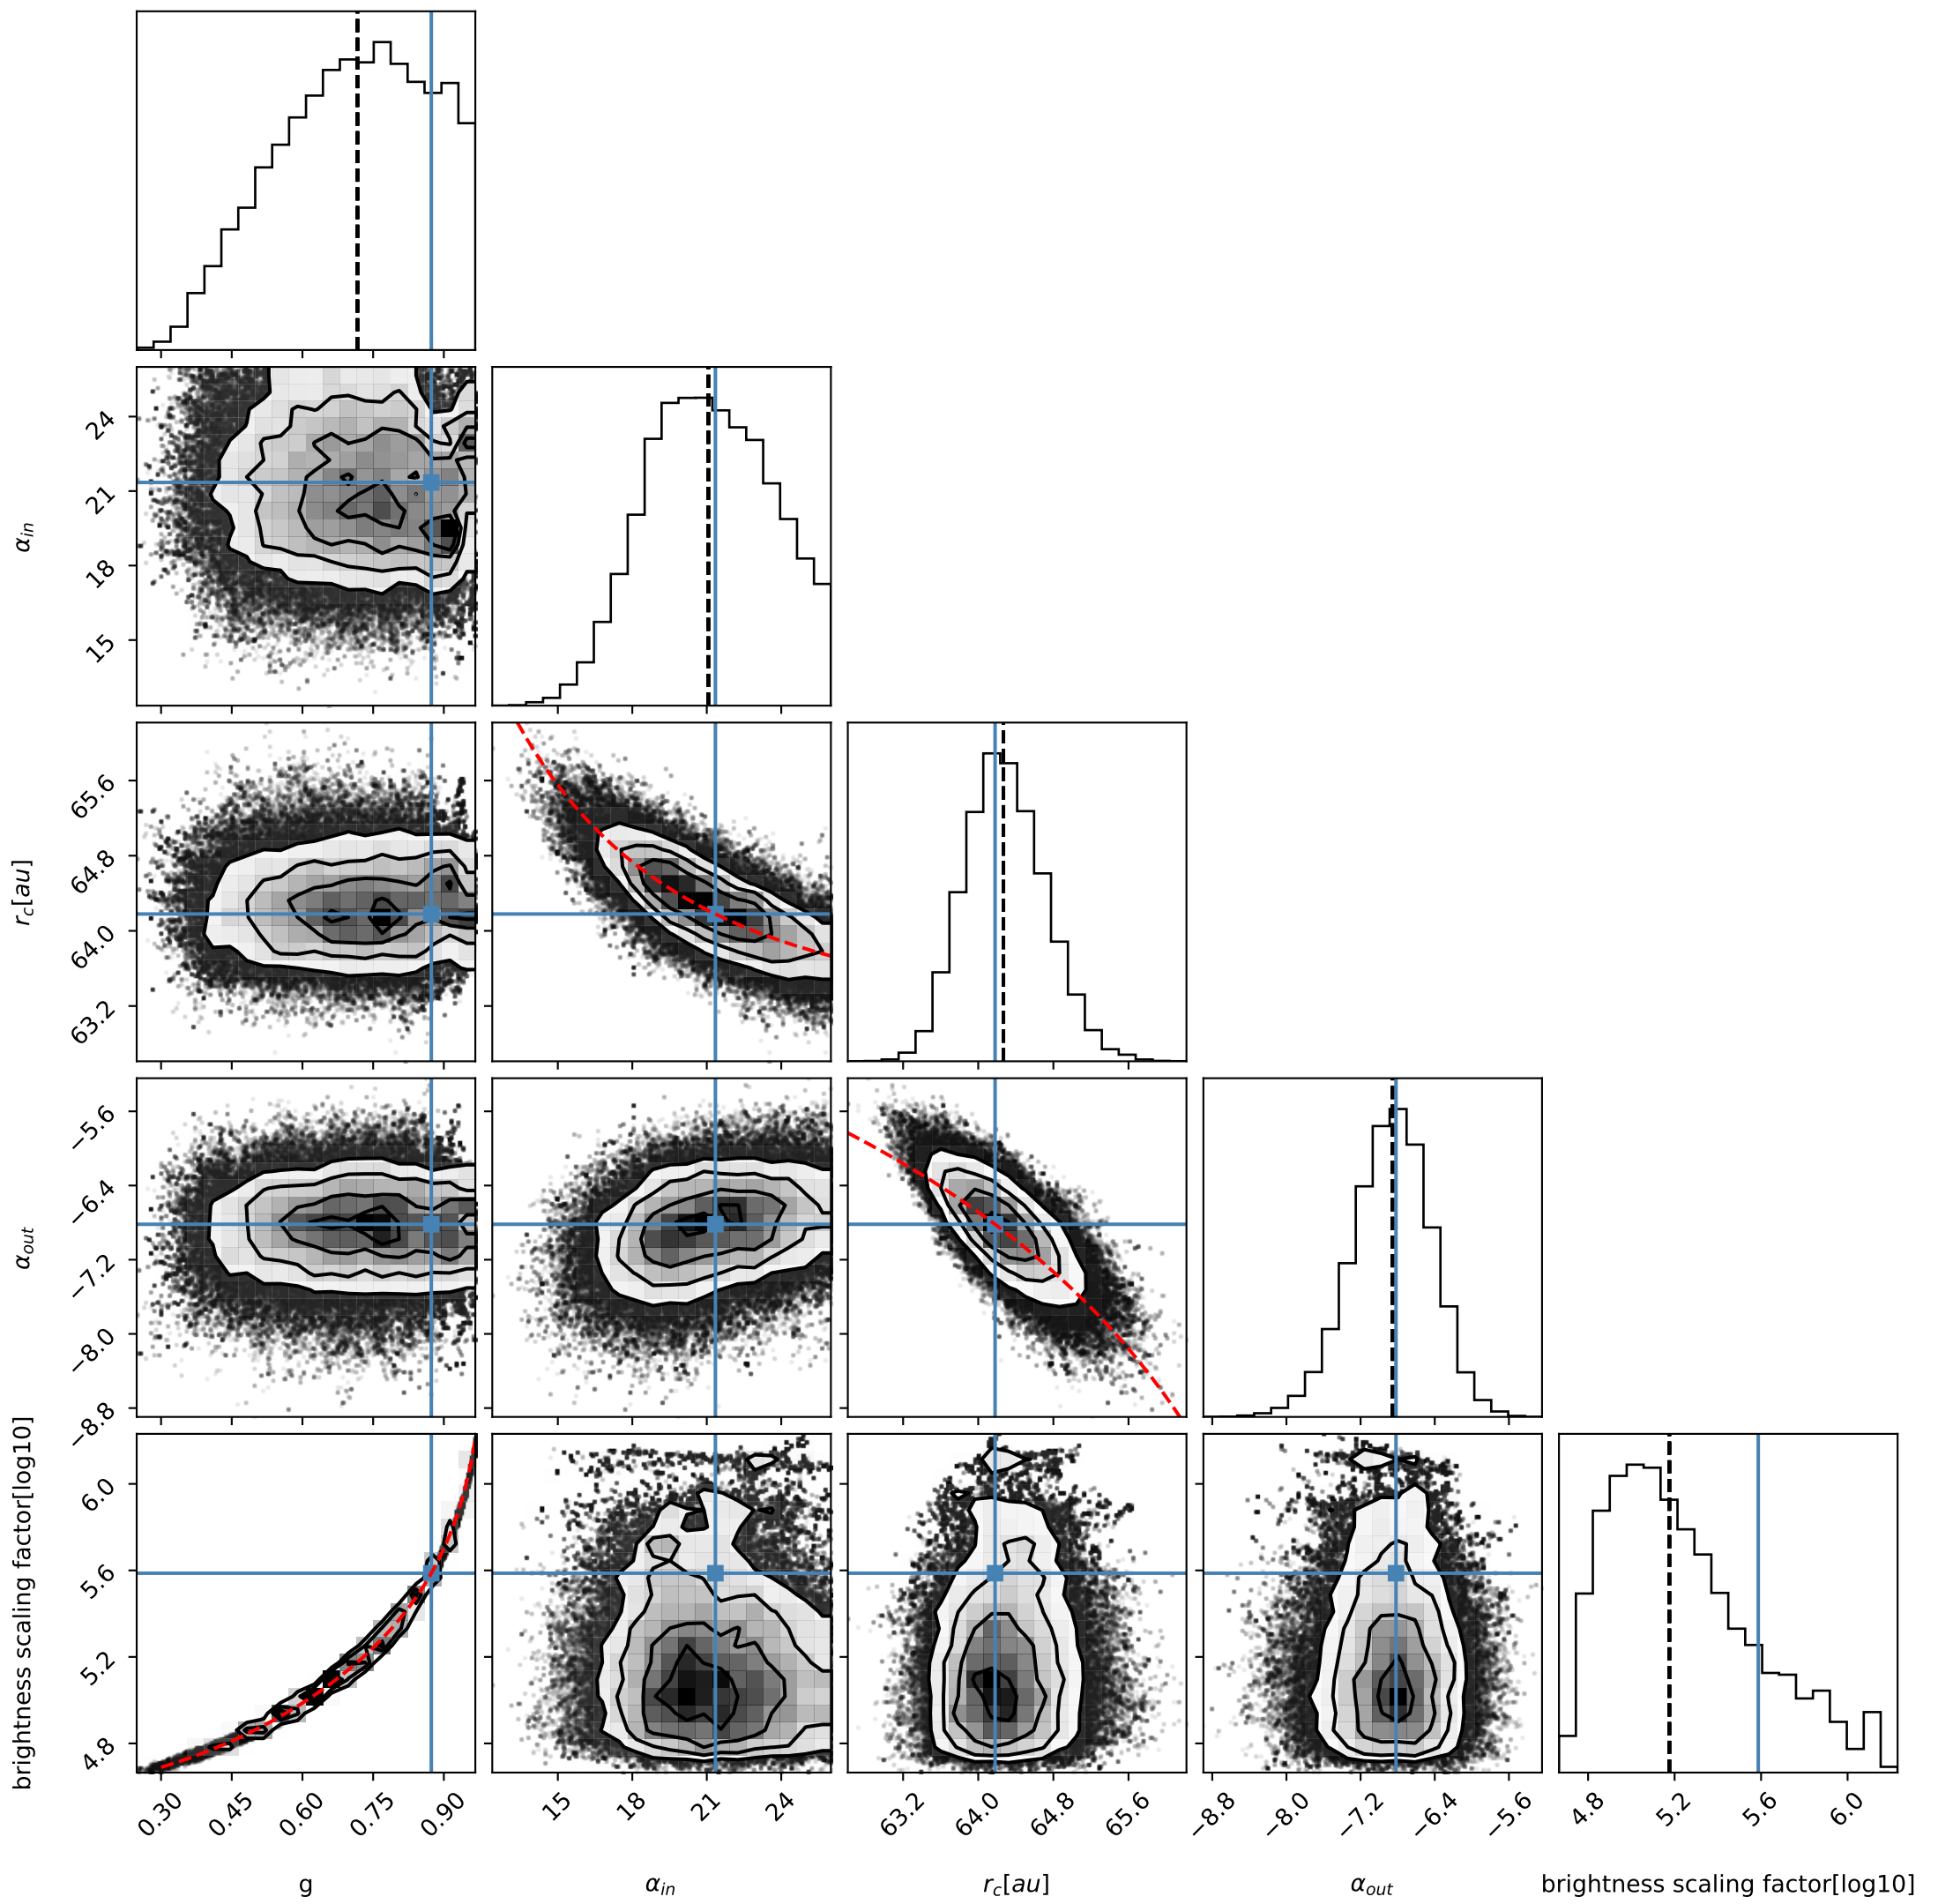 24
21
18
15
α_in
65.6
64.8
64.0
63.2
r_c[au]
−5.6
−6.4
−7.2
−8.0
−8.8
α_out
6.0
5.6
5.2
4.8
brightness scaling factor[log10]
0.30 0.45 0.60 0.75 0.90
15 18 21 24
63.2 64.0 64.8 65.6
−8.8 −8.0 −7.2 −6.4 −5.6
4.8 5.2 5.6 6.0
g α_in r_c[au] α_out brightness scaling factor[log10]